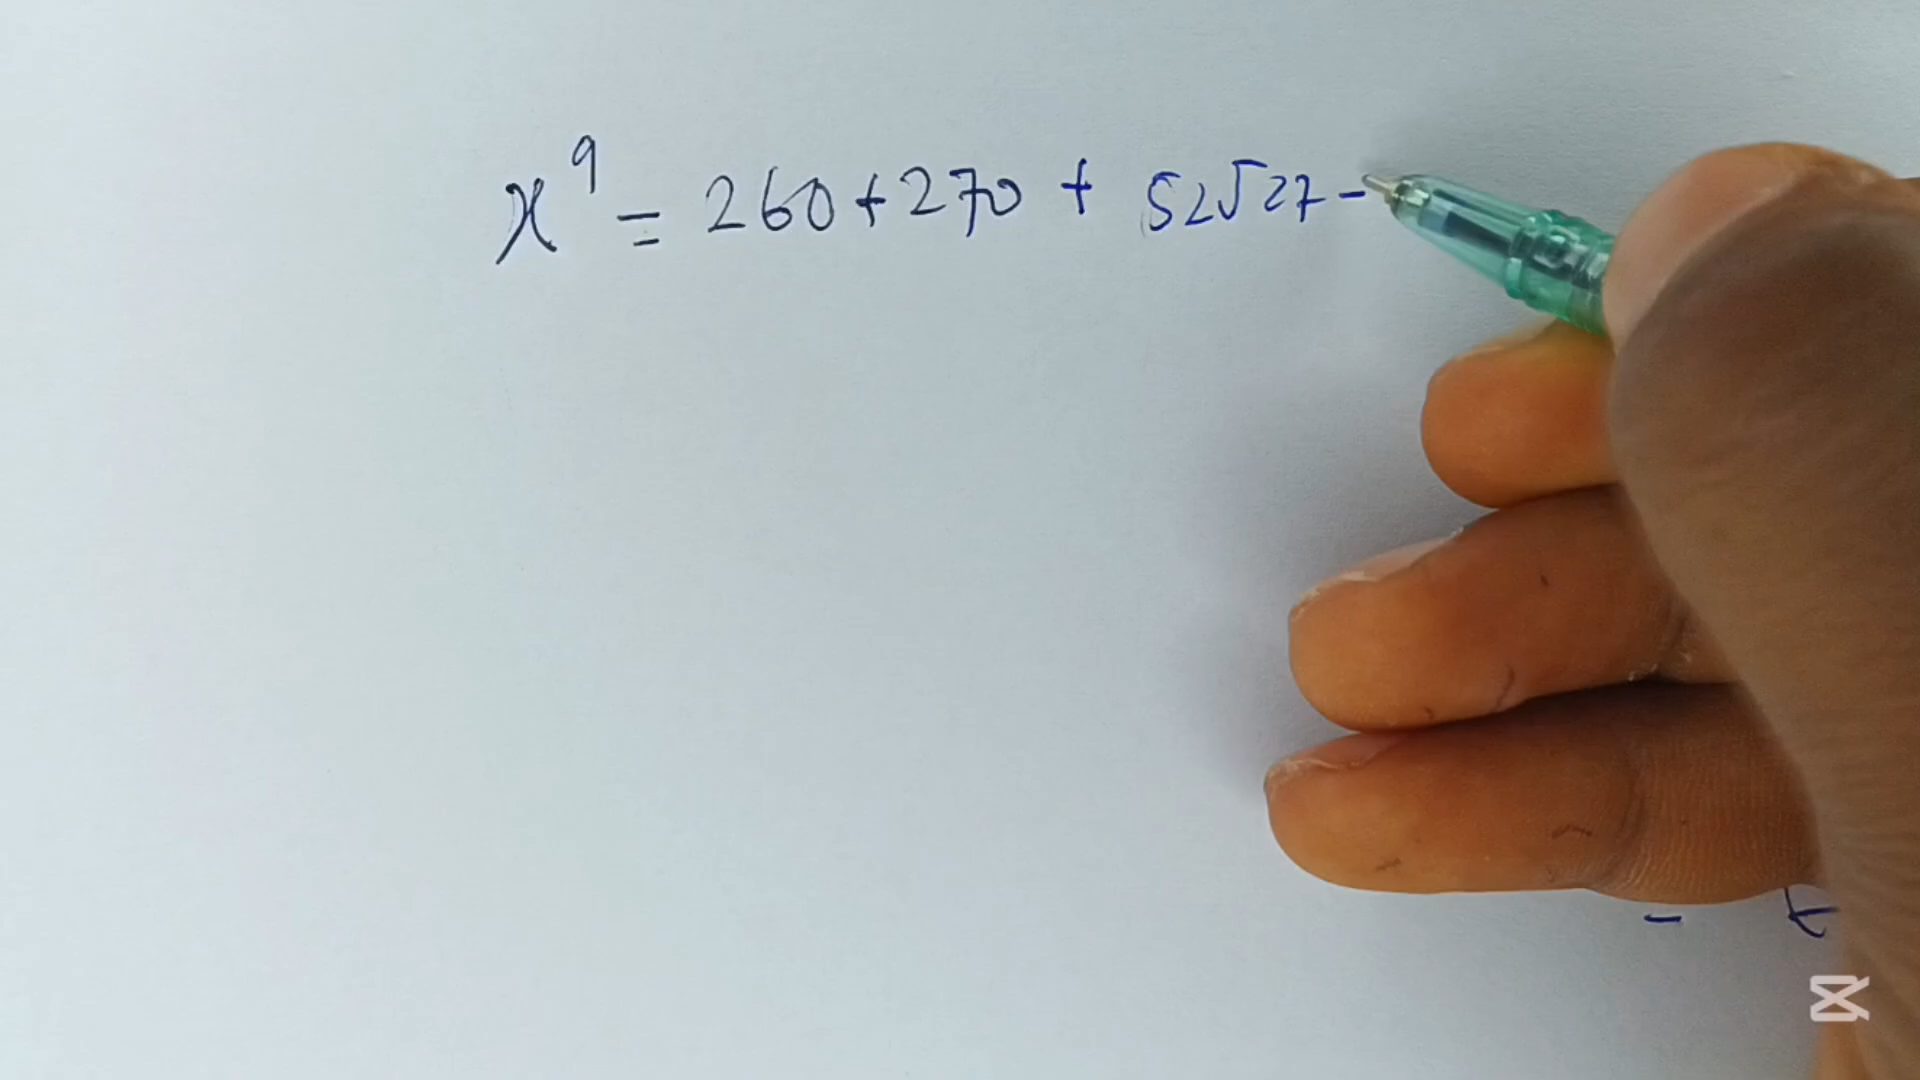 x⁹ = 260+270 + 52√27 -